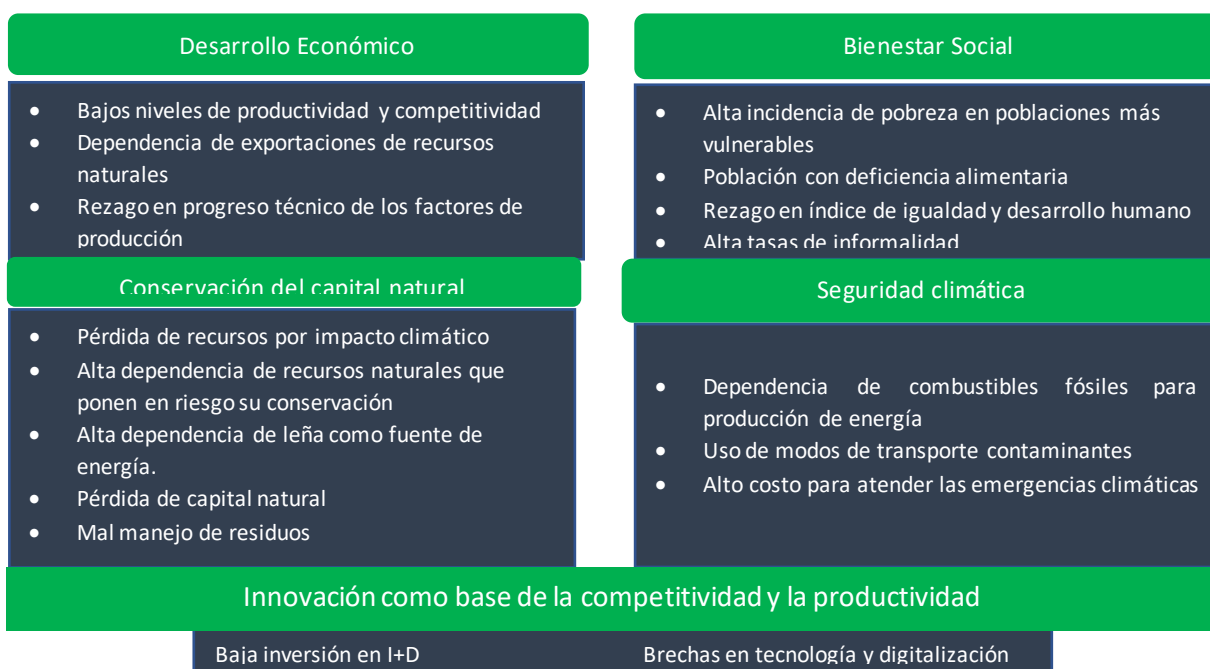 Desarrollo Económico
• Bajos niveles de productividad y competitividad
• Dependencia de exportaciones de recursos
naturales
• Rezago en progreso técnico de los factores de
producción
Bienestar Social
• Alta incidencia de pobreza en poblaciones más
vulnerables
• Población con deficiencia alimentaria
• Rezago en índice de igualdad y desarrollo humano
• Alta tasas de informalidad
Conservación del capital natural
• Pérdida de recursos por impacto climático
• Alta dependencia de recursos naturales que
ponen en riesgo su conservación
• Alta dependencia de leña como fuente de
energía.
• Pérdida de capital natural
• Mal manejo de residuos
Seguridad climática
• Dependencia de combustibles fósiles para
producción de energía
• Uso de modos de transporte contaminantes
• Alto costo para atender las emergencias climáticas
Innovación como base de la competitividad y la productividad
Baja inversión en I+D
Brechas en tecnología y digitalización